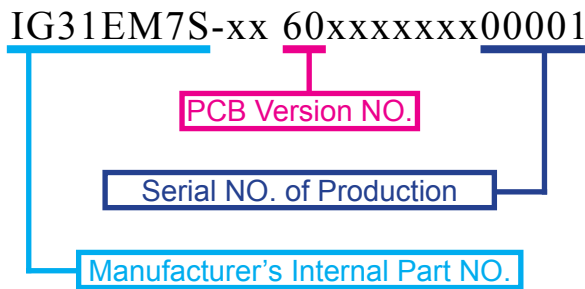 IG31EM7S-xx 60xxxxxxx00001
PCB Version NO.
Serial NO. of Production
Manufacturer’s Internal Part NO.